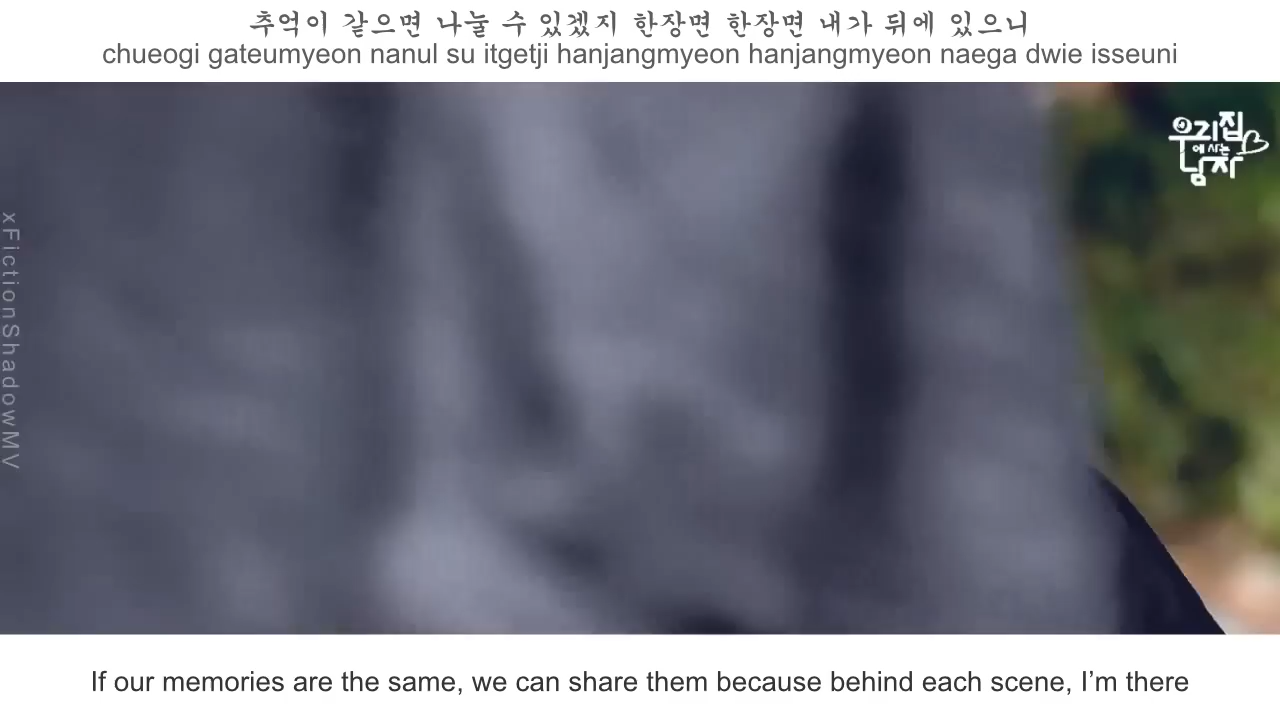 추억이 같으면 나눌 수 있겠지 한장면 한장면 내가 뒤에 있으니
chueogi gateumyeon nanul su itgetji hanjangmyeon hanjangmyeon naega dwie isseuni
우리집
에 사는
남자
xFictionShadowMV
If our memories are the same, we can share them because behind each scene, I’m there